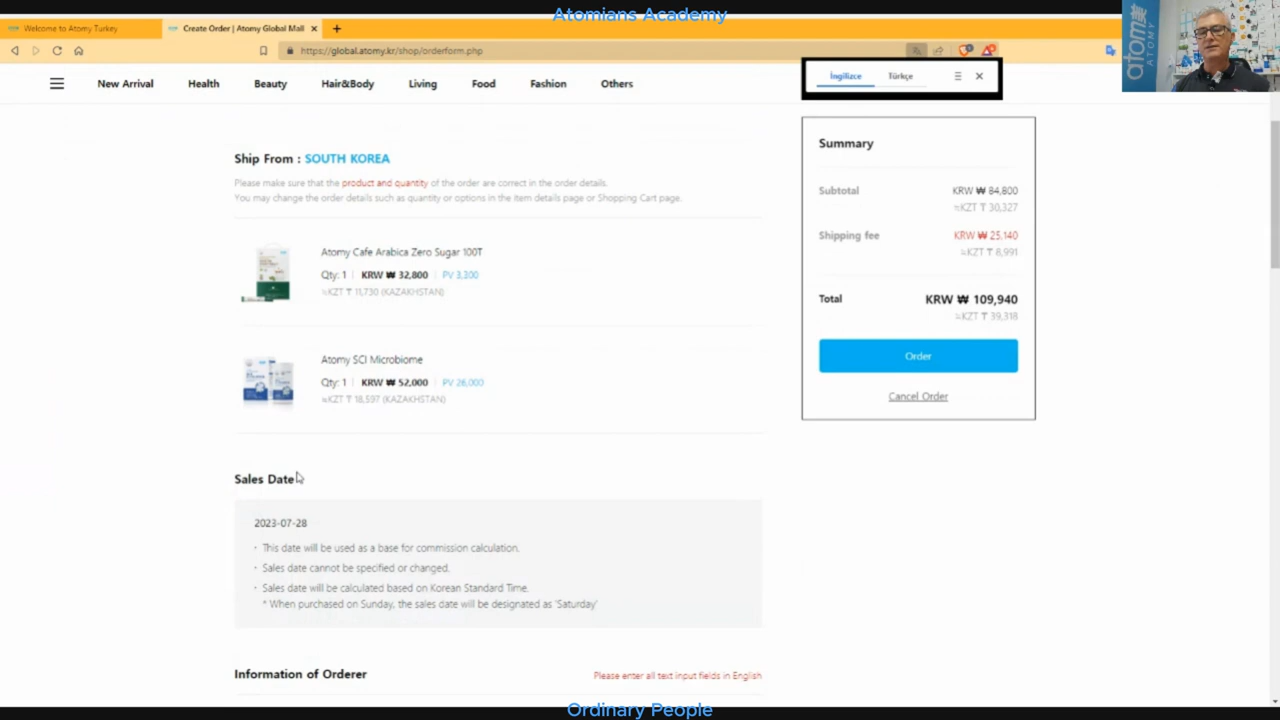 Atomians Academy
Welcome to Atomy Turkey
Create Order | Atomy Global Mall
https://global.atomy.kr/shop/orderform.php
New Arrival
Health
Beauty
Hair&Body
Living
Food
Fashion
Others
İngilizce
Türkçe
ATOMY
Ship From : SOUTH KOREA
Please make sure that the product and quantity of the order are correct in the order details.
You may change the order details such as quantity or options in the item details page or Shopping Cart page.
Atomy Cafe Arabica Zero Sugar 100T
Qty: 1 | KRW ₩ 32,800 | PV 3,300
≒KZT ₸ 11,730 (KAZAKHSTAN)
Atomy SCI Microbiome
Qty: 1 | KRW ₩ 52,000 | PV 26,000
≒KZT ₸ 18,597 (KAZAKHSTAN)
Summary
Subtotal KRW ₩ 84,800
≒KZT ₸ 30,327
Shipping fee KRW ₩ 25,140
≒KZT ₸ 8,991
Total KRW ₩ 109,940
≒KZT ₸ 39,318
Order
Cancel Order
Sales Date
2023-07-28
· This date will be used as a base for commission calculation.
· Sales date cannot be specified or changed.
· Sales date will be calculated based on Korean Standard Time.
* When purchased on Sunday, the sales date will be designated as 'Saturday'
Information of Orderer
Please enter all text input fields in English
Ordinary People